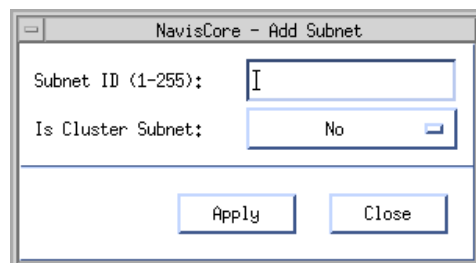 NavisCore - Add Subnet
Subnet ID (1-255):
Is Cluster Subnet: No
Apply Close